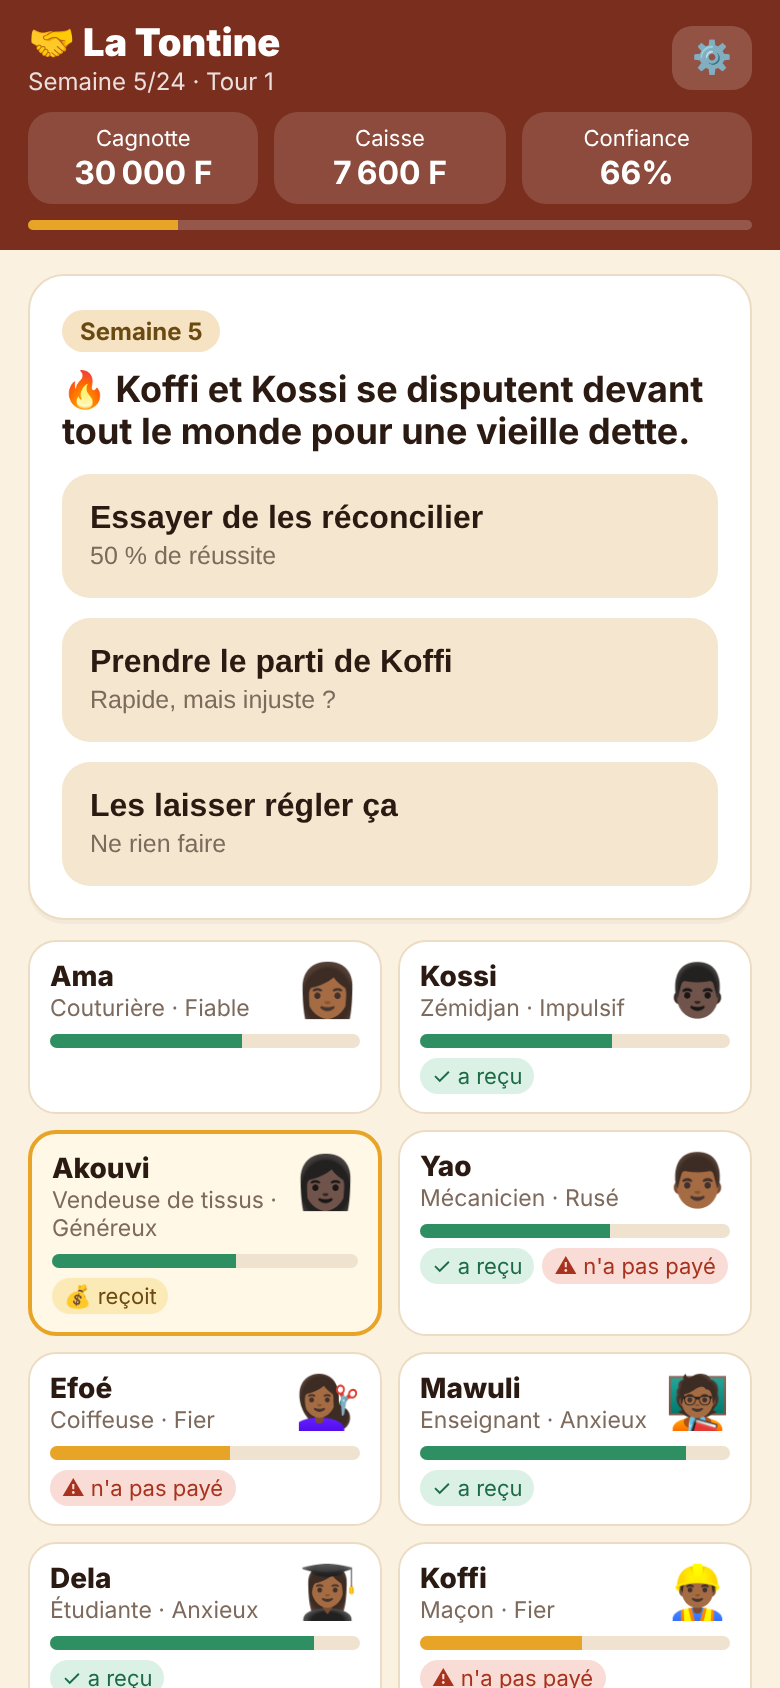 🤝 La Tontine
Semaine 5/24 · Tour 1
⚙️
Cagnotte
30 000 F
Caisse
7 600 F
Confiance
66%
Semaine 5
🔥 Koffi et Kossi se disputent devant
tout le monde pour une vieille dette.
Essayer de les réconcilier
50 % de réussite
Prendre le parti de Koffi
Rapide, mais injuste ?
Les laisser régler ça
Ne rien faire
Ama
Couturière · Fiable
Kossi
Zémidjan · Impulsif
✓ a reçu
Akouvi
Vendeuse de tissus ·
Généreux
💰 reçoit
Yao
Mécanicien · Rusé
✓ a reçu
⚠ n'a pas payé
Efoé
Coiffeuse · Fier
⚠ n'a pas payé
Mawuli
Enseignant · Anxieux
✓ a reçu
Dela
Étudiante · Anxieux
✓ a reçu
Koffi
Maçon · Fier
⚠ n'a pas payé